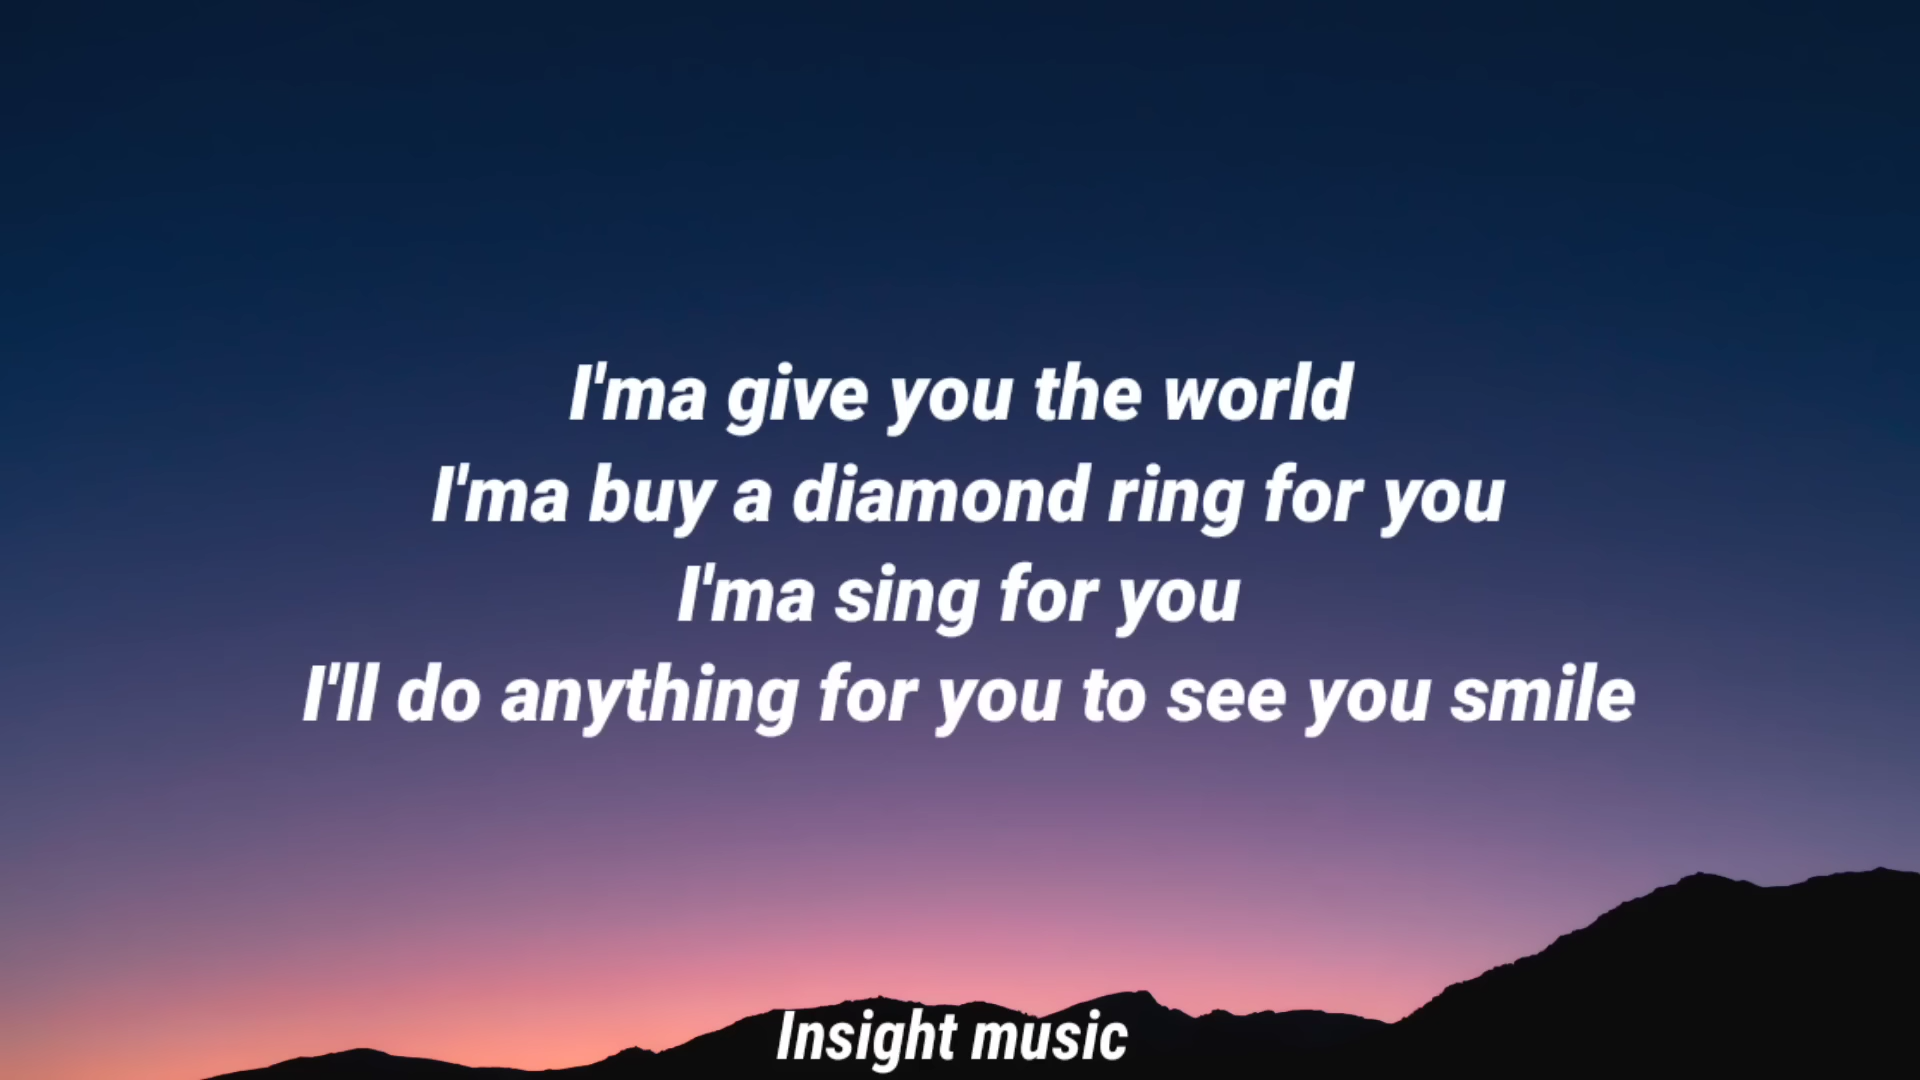 I'ma give you the world
I'ma buy a diamond ring for you
I'ma sing for you
I'll do anything for you to see you smile
Insight music